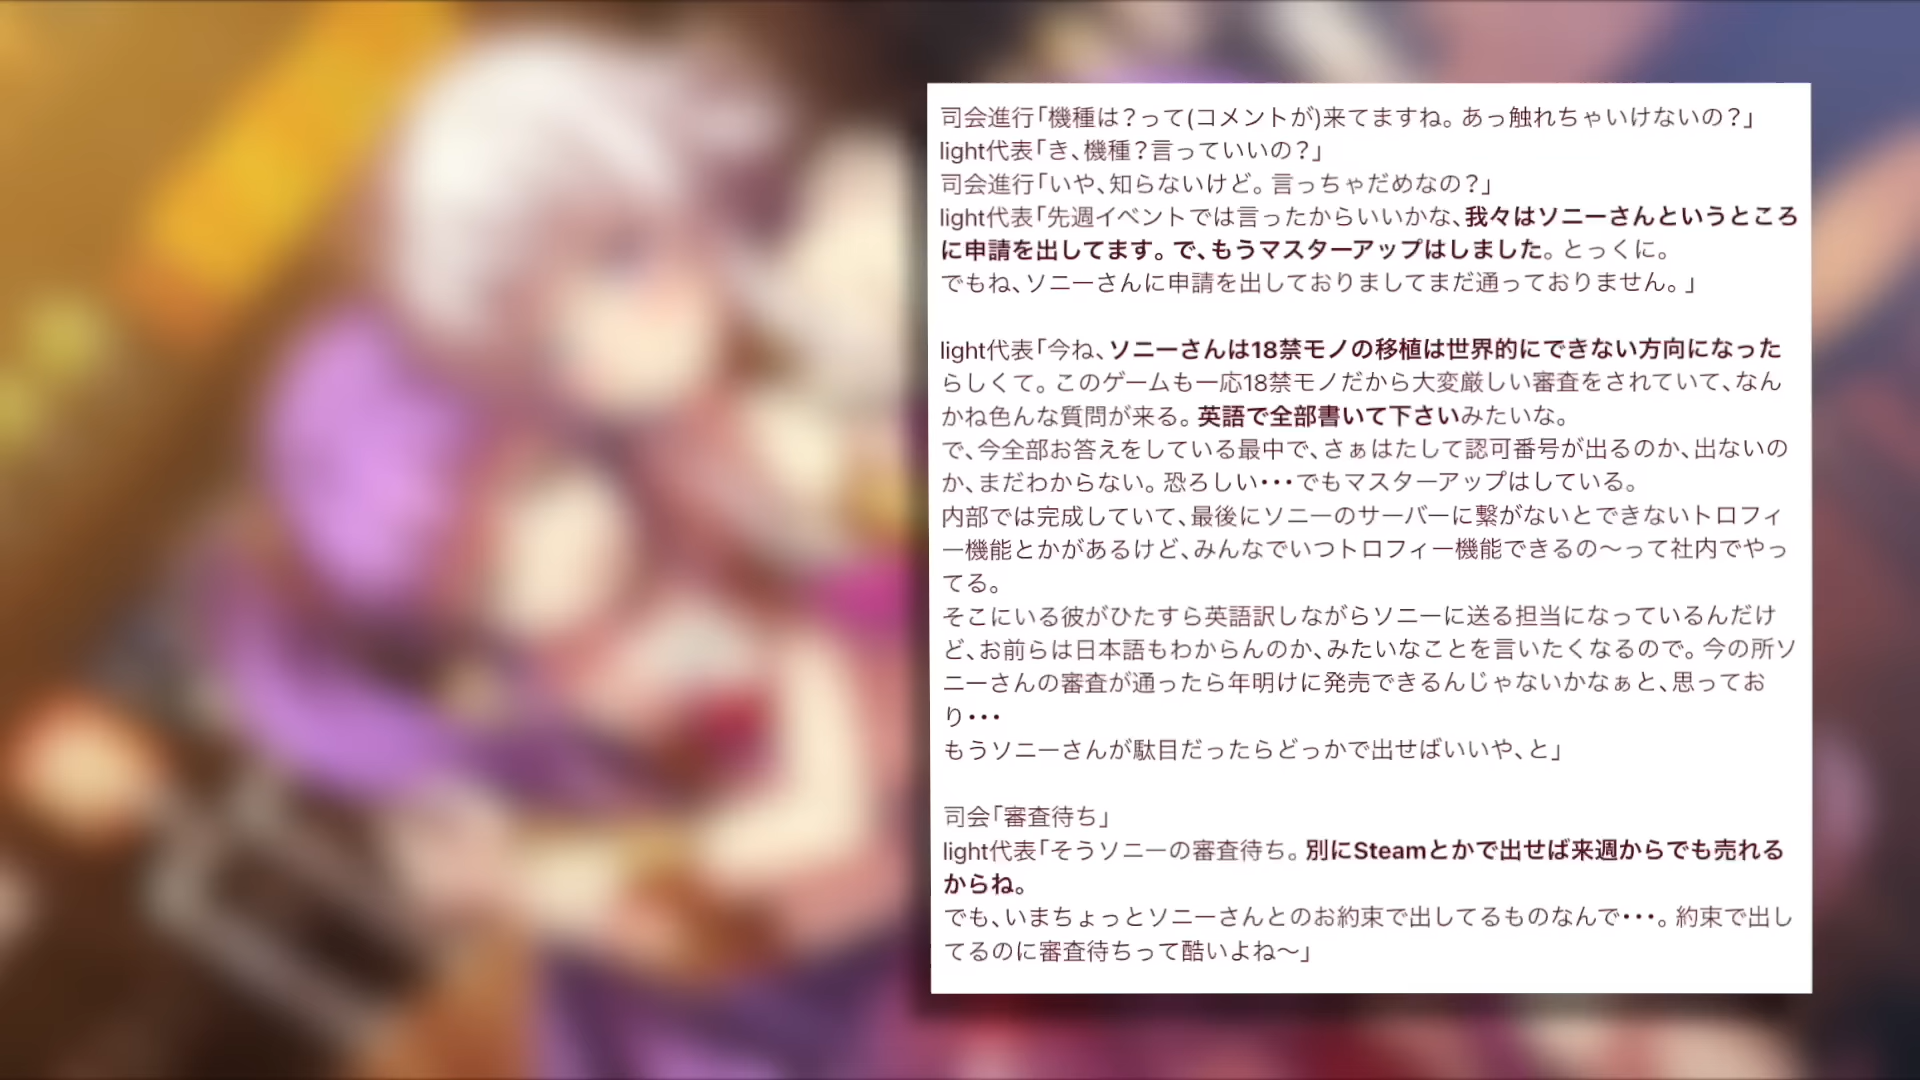 司会進行「機種は？って(コメントが)来てますね。あっ触れちゃいけないの？」
light代表「き、機種？言っていいの？」
司会進行「いや、知らないけど。言っちゃだめなの？」
light代表「先週イベントでは言ったからいいかな、我々はソニーさんというところ
に申請を出してます。で、もうマスターアップはしました。とっくに。
でもね、ソニーさんに申請を出しておりましてまだ通っておりません。」
light代表「今ね、ソニーさんは18禁モノの移植は世界的にできない方向になった
らしくて。このゲームも一応18禁モノだから大変厳しい審査をされていて、なん
かね色んな質問が来る。英語で全部書いて下さいみたいな。
で、今全部お答えをしている最中で、さぁはたして認可番号が出るのか、出ないの
か、まだわからない。恐ろしい・・・でもマスターアップはしている。
内部では完成していて、最後にソニーのサーバーに繋がないとできないトロフィ
ー機能とかがあるけど、みんなでいつトロフィー機能できるの〜って社内でやっ
てる。
そこにいる彼がひたすら英語訳しながらソニーに送る担当になっているんだけ
ど、お前らは日本語もわからんのか、みたいなことを言いたくなるので。今の所ソ
ニーさんの審査が通ったら年明けに発売できるんじゃないかなぁと、思ってお
り・・・
もうソニーさんが駄目だったらどっかで出せばいいや、と」
司会「審査待ち」
light代表「そうソニーの審査待ち。別にSteamとかで出せば来週からでも売れる
からね。
でも、いまちょっとソニーさんとのお約束で出してるものなんで・・・。約束で出し
てるのに審査待ちって酷いよね〜」